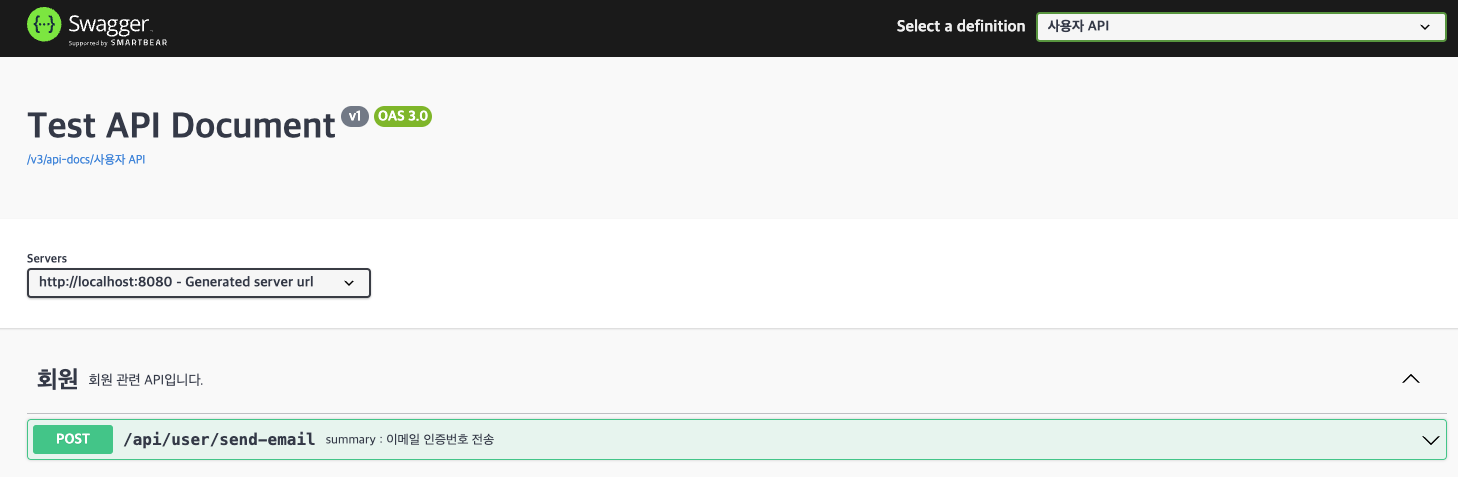 {...} Swagger
Supported by SMARTBEAR
Select a definition 사용자 API
Test API Document v1 OAS 3.0
/v3/api-docs/사용자 API
Servers
http://localhost:8080 - Generated server url
회원 회원 관련 API입니다.
POST /api/user/send-email summary : 이메일 인증번호 전송